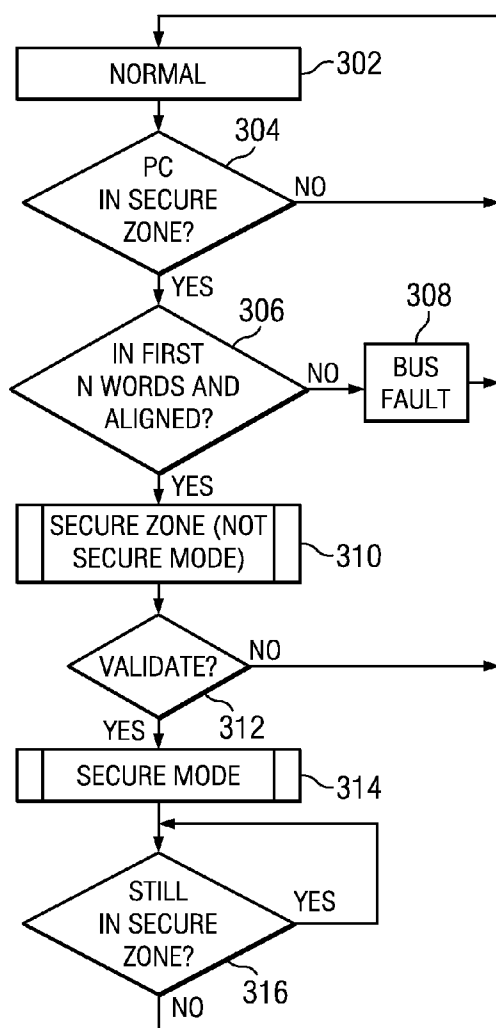 NORMAL
302
304
PC
IN SECURE
ZONE?
NO
YES
306
308
IN FIRST
N WORDS AND
ALIGNED?
NO
BUS
FAULT
YES
SECURE ZONE (NOT
SECURE MODE)
310
VALIDATE?
NO
312
YES
SECURE MODE
314
STILL
IN SECURE
ZONE?
YES
316
NO